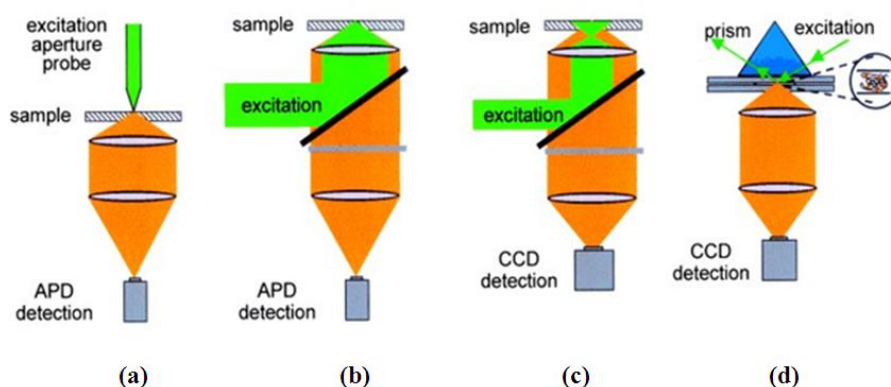 excitation
aperture
probe
sample
APD
detection
(a)
sample
excitation
APD
detection
(b)
sample
excitation
CCD
detection
(c)
prism
excitation
CCD
detection
(d)